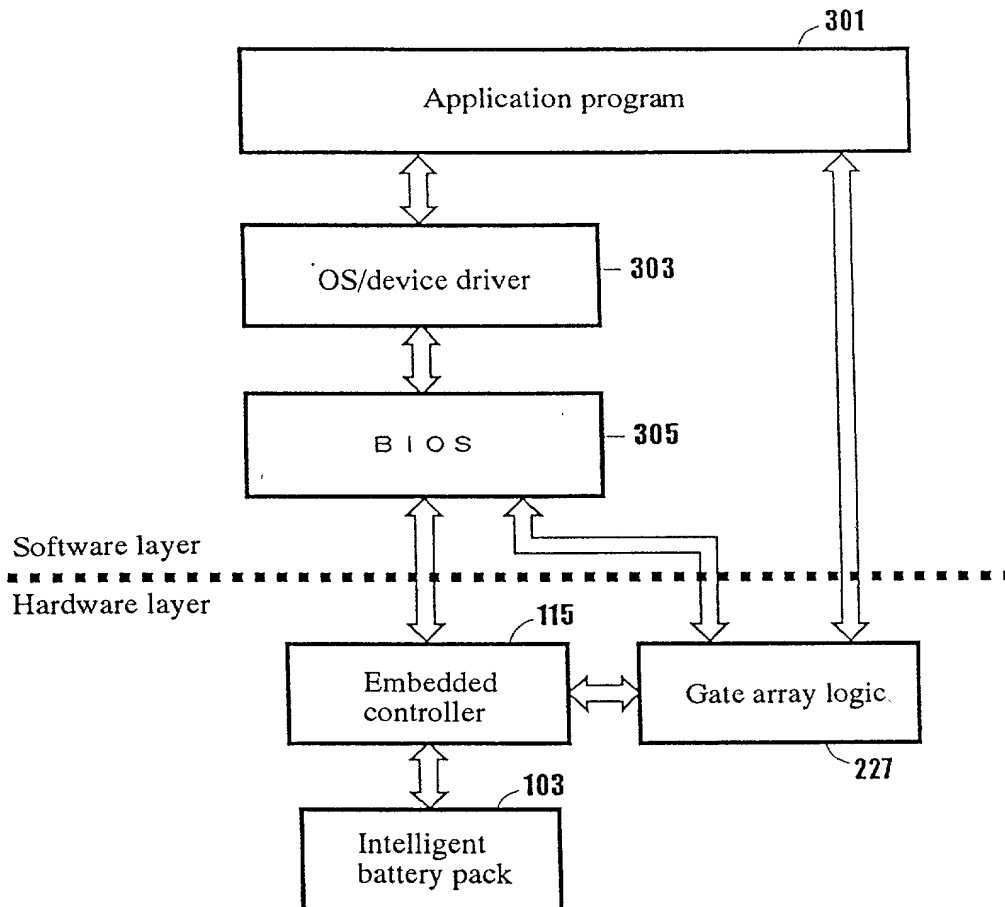 301
Application program
OS/device driver
303
BIOS
305
Software layer
Hardware layer
115
Embedded
controller
Gate array logic
227
103
Intelligent
battery pack